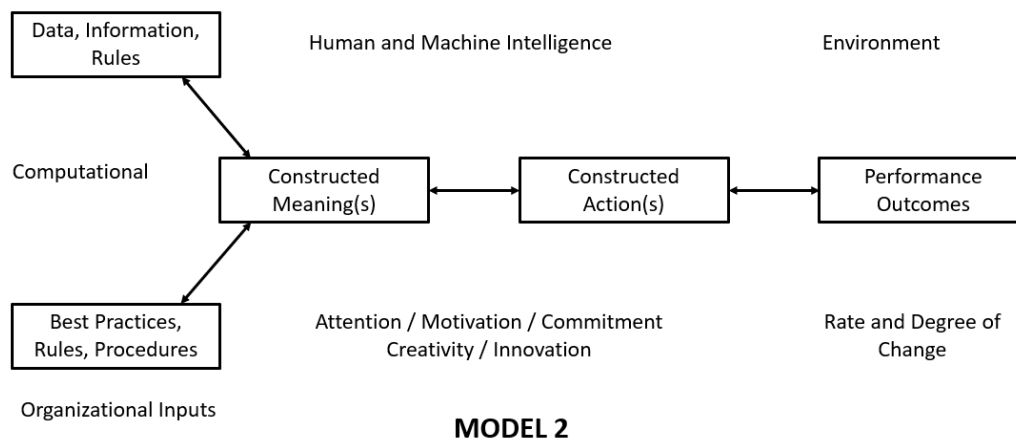 Data, Information,
Rules
Human and Machine Intelligence
Environment
Computational
Constructed
Meaning(s)
Constructed
Action(s)
Performance
Outcomes
Best Practices,
Rules, Procedures
Attention / Motivation / Commitment
Creativity / Innovation
Rate and Degree of
Change
Organizational Inputs
MODEL 2